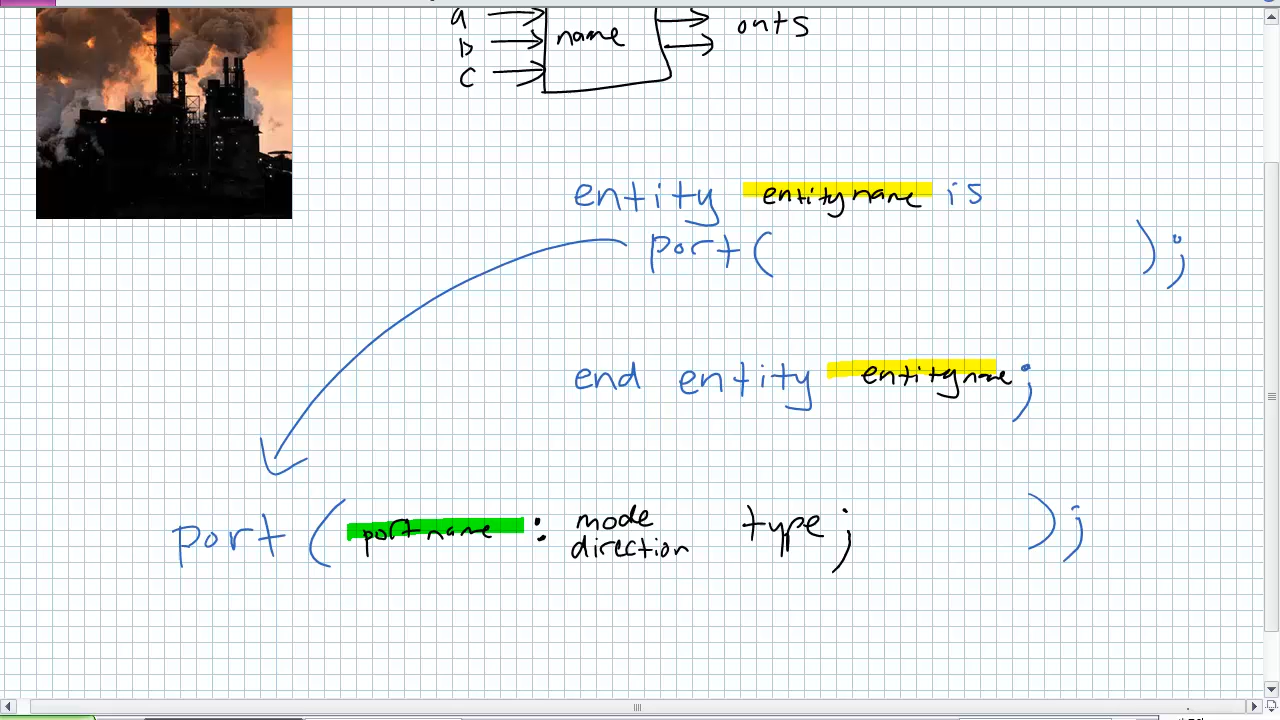 a
b
name
outs
c
entity entityname is
port( );
end entity entityname;
port ( portname : mode type; );
direction